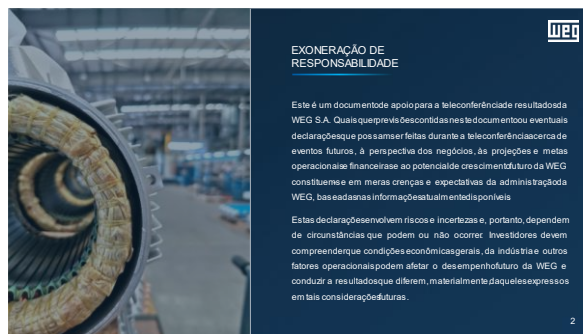 weg
EXONERAÇÃO DE
RESPONSABILIDADE
Este é um documento de apoio para a teleconferência de resultados da
WEG S.A. Quaisquer previsões contidas neste documento ou eventuais
declarações que possam ser feitas durante a teleconferência acerca de
eventos futuros, à perspectiva dos negócios, às projeções e metas
operacionais e financeiras e ao potencial de crescimento futuro da WEG
constituem-se em meras crenças e expectativas da administração da
WEG, baseadas nas informações atualmente disponíveis
Estas declarações envolvem riscos e incertezas e, portanto, dependem
de circunstâncias que podem ou não ocorrer. Investidores devem
compreender que condições econômicas gerais, da indústria e outros
fatores operacionais podem afetar o desempenho futuro da WEG e
conduzir a resultados que diferem, materialmente, daqueles expressos
em tais considerações futuras.
2